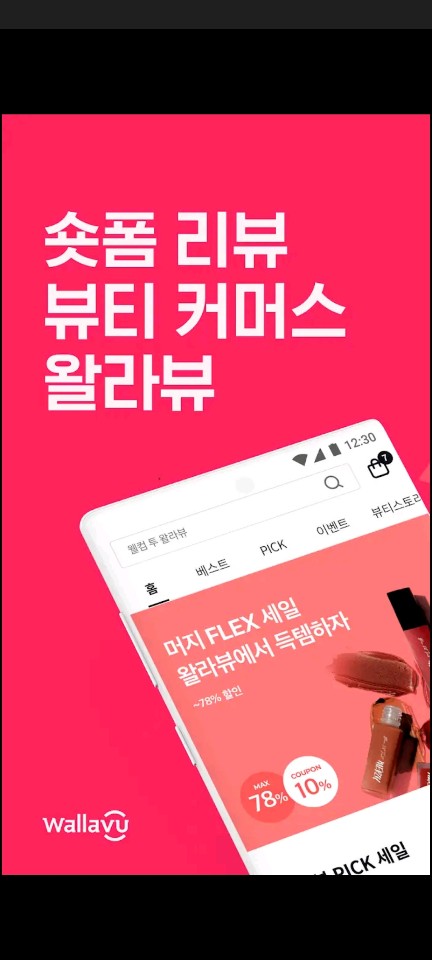 숏폼 리뷰
뷰티 커머스
왈라뷰
12:30
7
웰컴 투 왈라뷰
홈 베스트 PICK 이벤트 뷰티스토리
머지 FLEX 세일
왈라뷰에서 득템하자
~78% 할인
MAX
78%
COUPON
10%
PICK 세일
wallavu